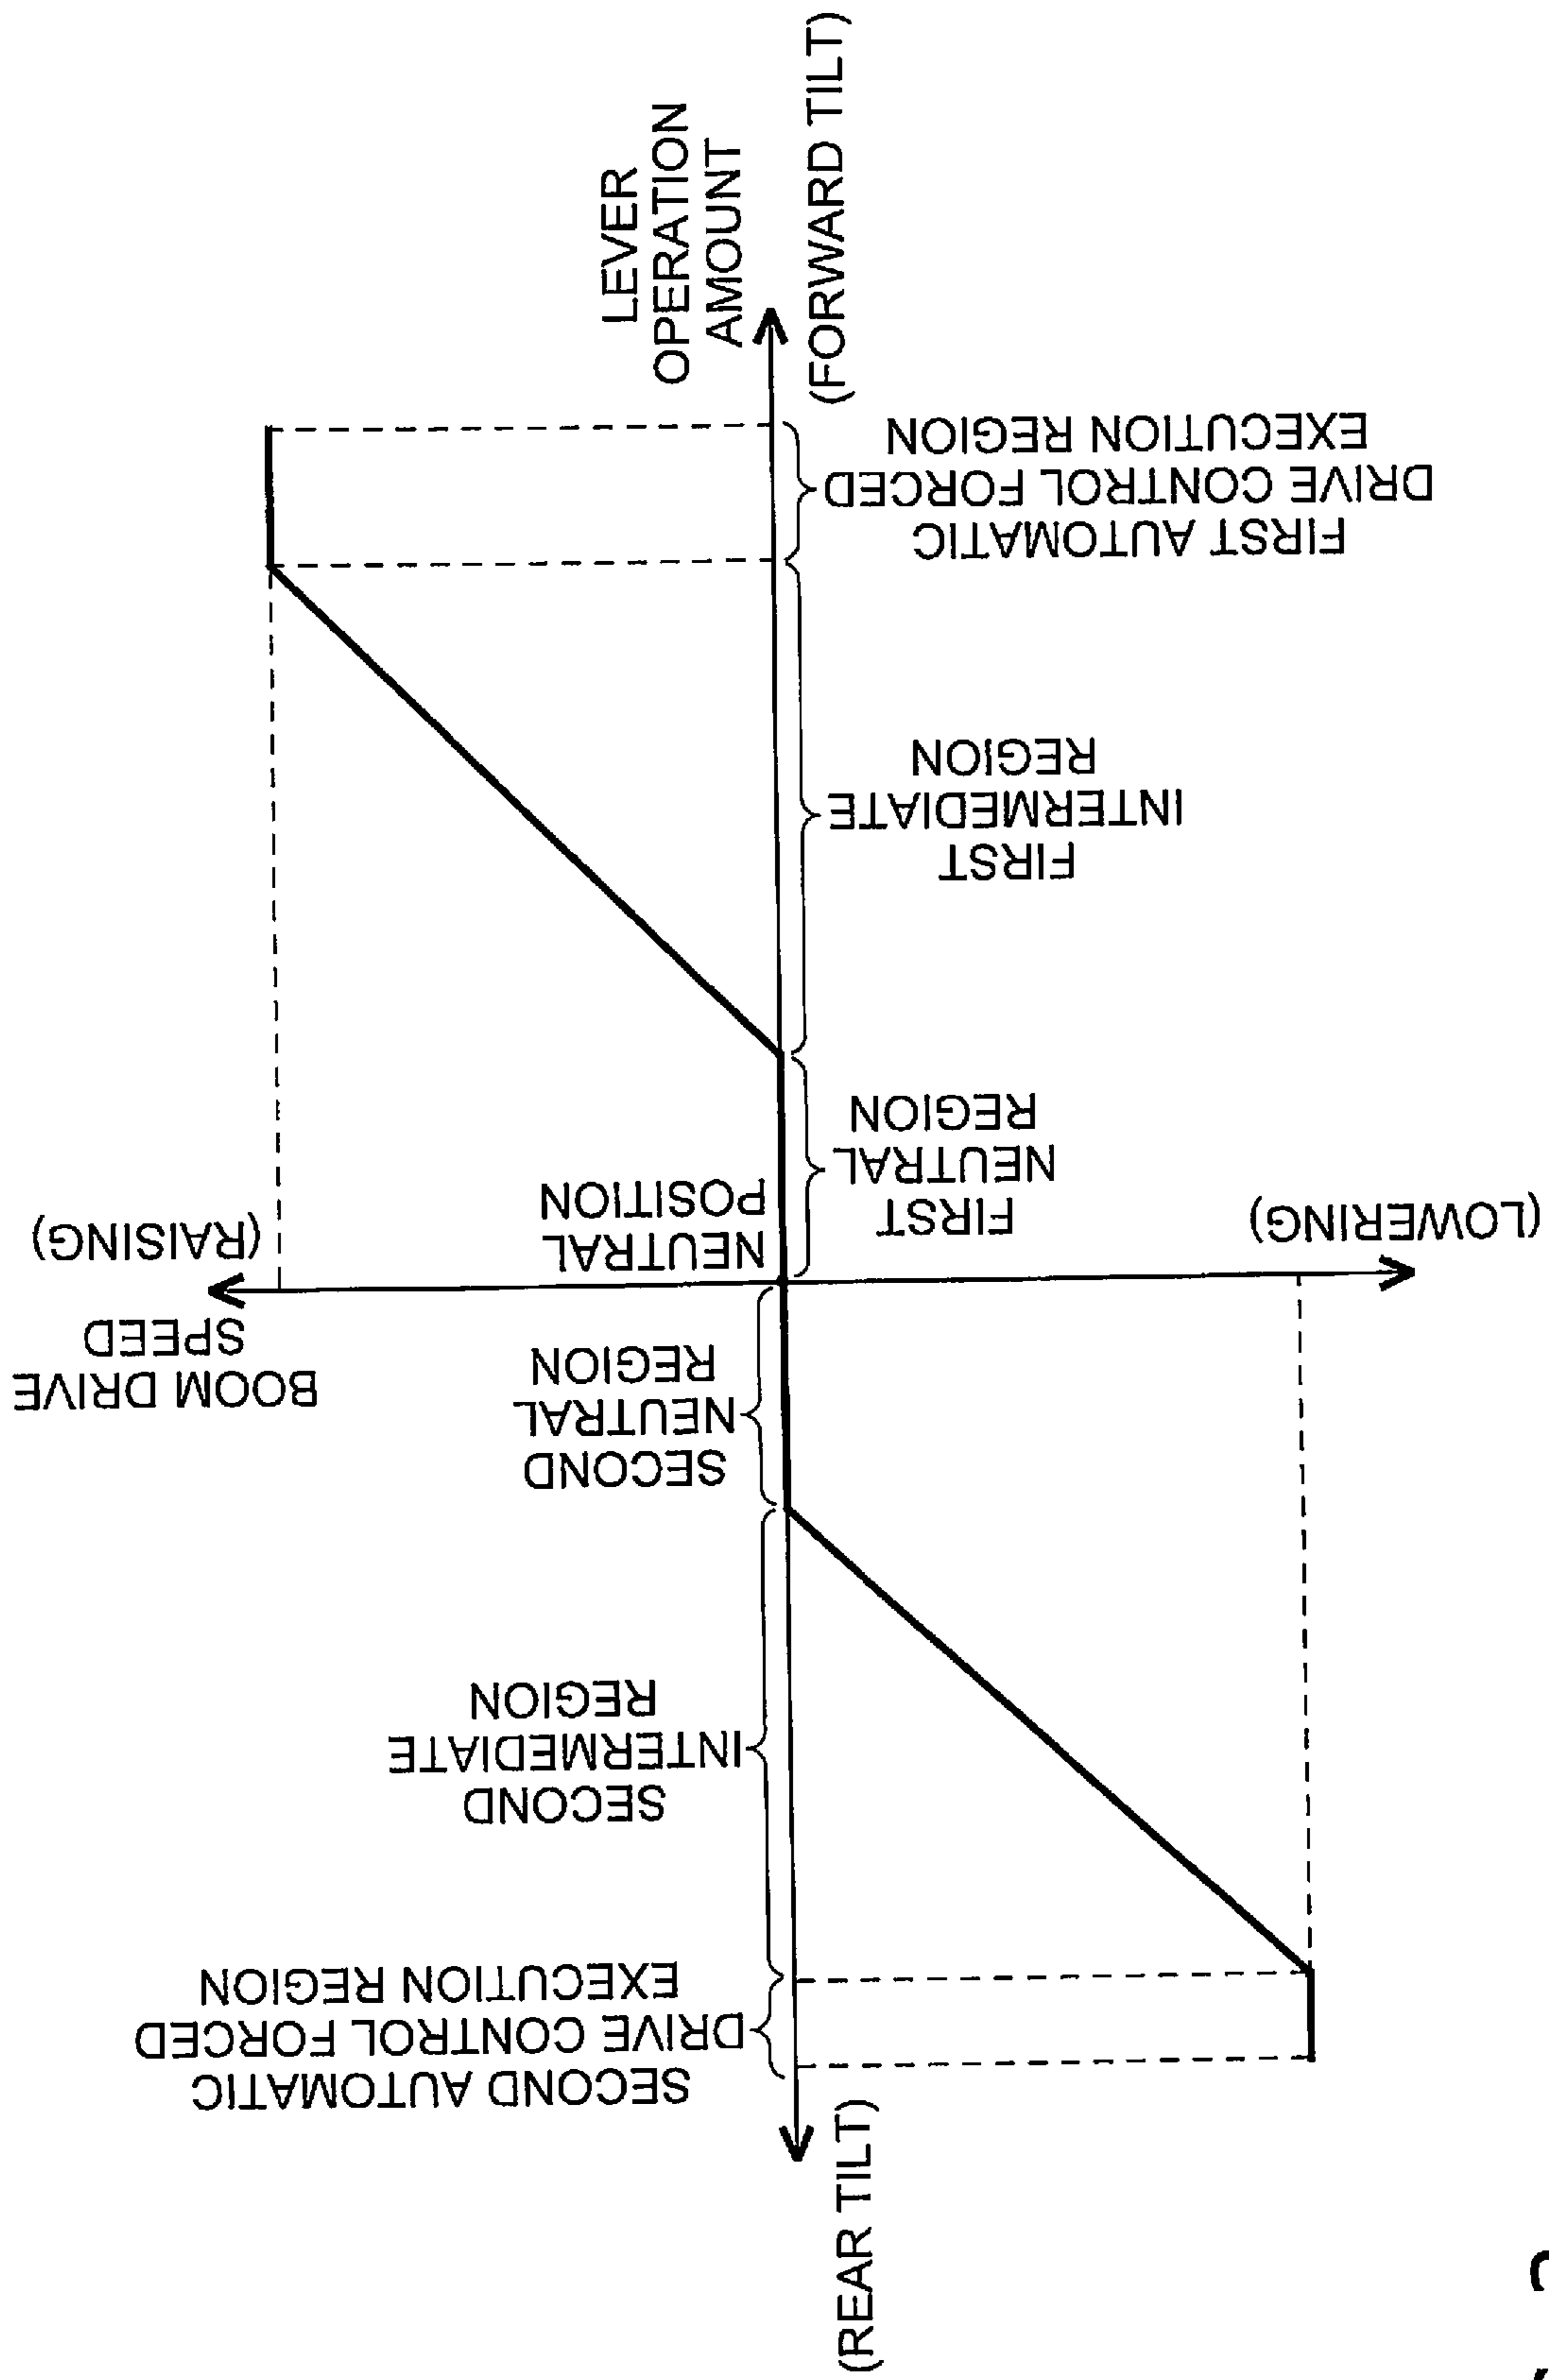 BOOM DRIVE
SPEED
(RAISING)
LEVER
OPERATION
AMOUNT
(FORWARD TILT)
(REAR TILT)
(LOWERING)
NEUTRAL
POSITION
FIRST
NEUTRAL
REGION
FIRST
INTERMEDIATE
REGION
FIRST AUTOMATIC
DRIVE CONTROL FORCED
EXECUTION REGION
SECOND
NEUTRAL
REGION
SECOND
INTERMEDIATE
REGION
SECOND AUTOMATIC
DRIVE CONTROL FORCED
EXECUTION REGION